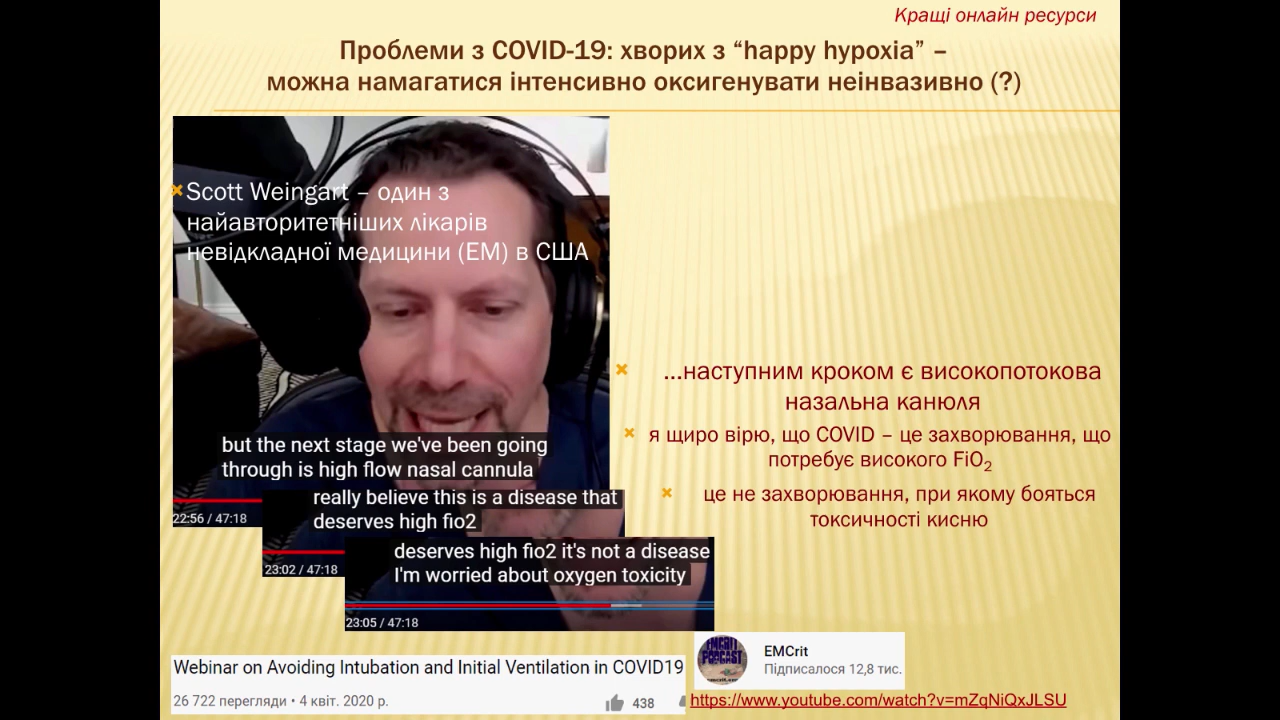 Кращі онлайн ресурси
Проблеми з COVID-19: хворих з “happy hypoxia” –
можна намагатися інтенсивно оксигенувати неінвазивно (?)
Scott Weingart – один з
найавторитетніших лікарів
невідкладної медицини (EM) в США
but the next stage we've been going
through is high flow nasal cannula
22:56 / 47:18
really believe this is a disease that
deserves high fio2
23:02 / 47:18
deserves high fio2 it's not a disease
I'm worried about oxygen toxicity
23:05 / 47:18
...наступним кроком є високопотокова
назальна канюля
я щиро вірю, що COVID – це захворювання, що
потребує високого FiO2
це не захворювання, при якому бояться
токсичності кисню
Webinar on Avoiding Intubation and Initial Ventilation in COVID19
26 722 перегляди • 4 квіт. 2020 р.
438
EMCRIT
PODCAST
EMCrit
Підписалося 12,8 тис.
https://www.youtube.com/watch?v=mZqNiQxJLSU